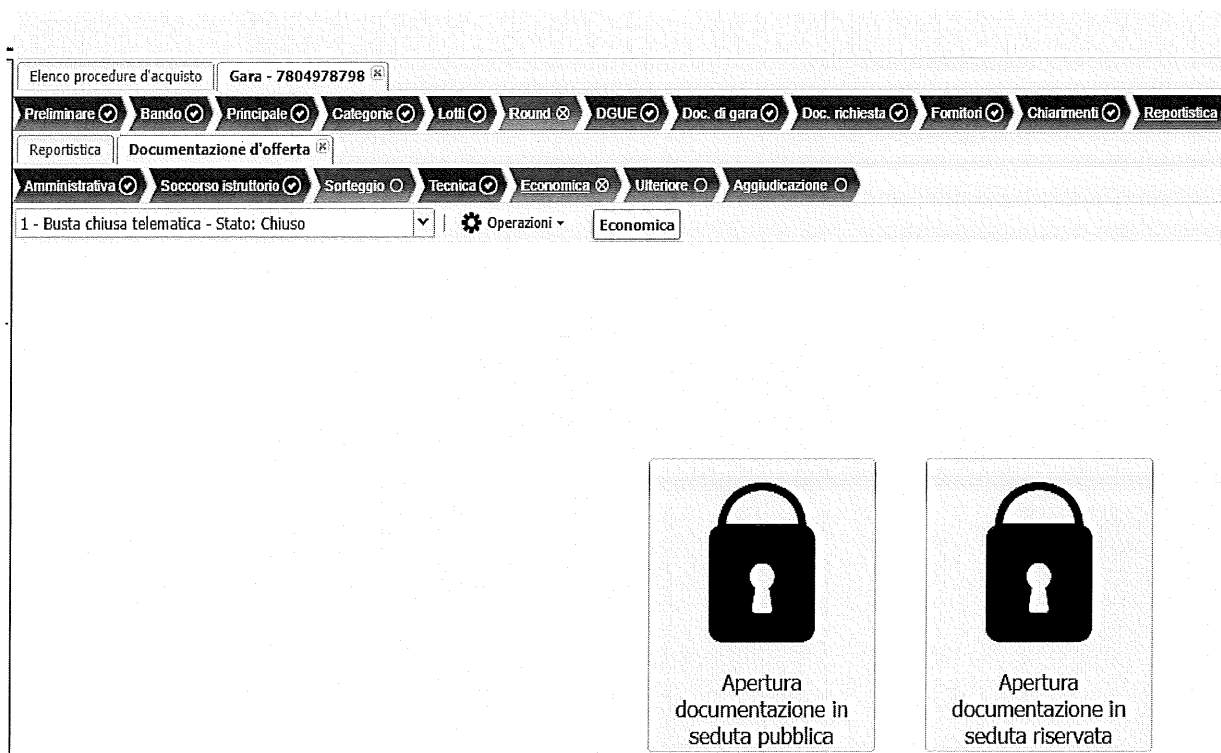 Elenco procedure d'acquisto Gara - 7804978798
Preliminare Bando Principale Categorie Lotti Round DGUE Doc. di gara Doc. richiesta Fornitori Chiarimenti Reportistica
Reportistica Documentazione d'offerta
Amministrativa Soccorso istruttorio Sorteggio Tecnica Economica Ulteriore Aggiudicazione
1 - Busta chiusa telematica - Stato: Chiuso Operazioni Economica
Apertura documentazione in seduta pubblica
Apertura documentazione in seduta riservata